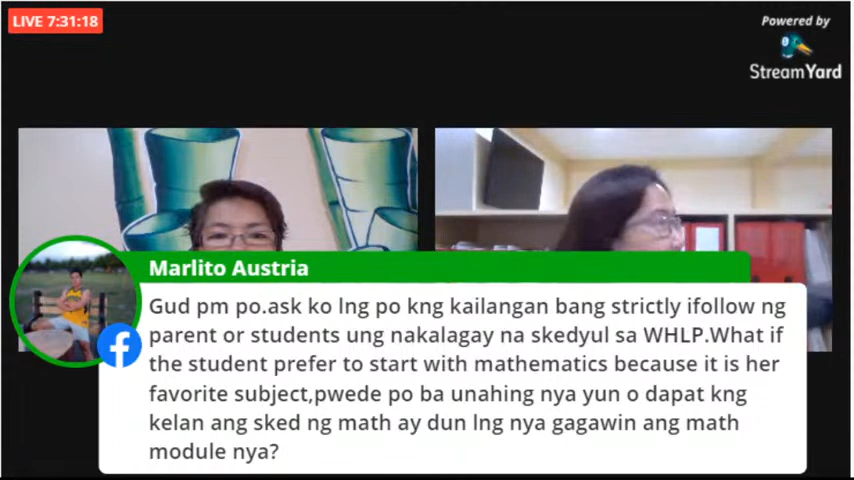 LIVE 7:31:18
Powered by
StreamYard
Marlito Austria
Gud pm po.ask ko lng po kng kailangan bang strictly ifollow ng
parent or students ung nakalagay na skedyul sa WHLP.What if
the student prefer to start with mathematics because it is her
favorite subject,pwede po ba unahing nya yun o dapat kng
kelan ang sked ng math ay dun lng nya gagawin ang math
module nya?